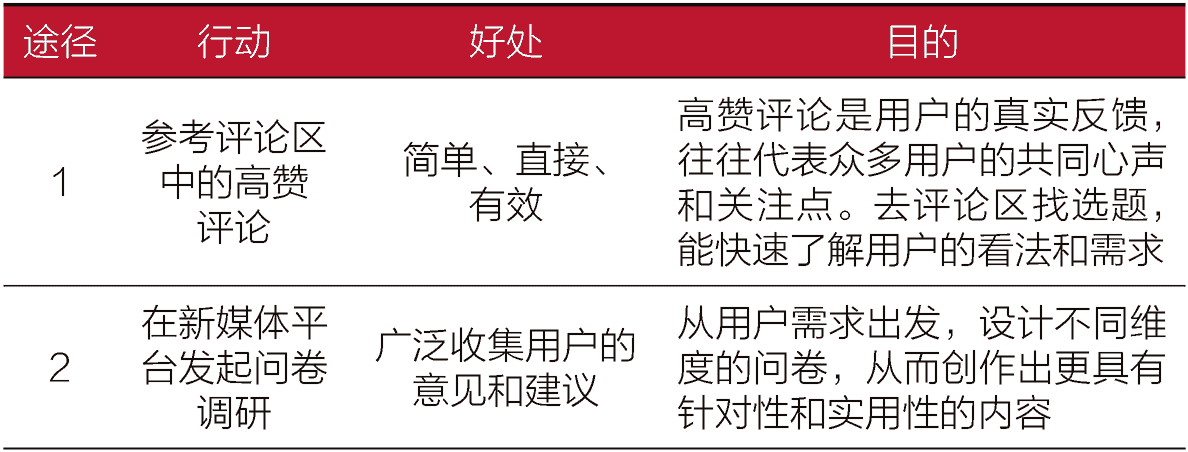 途径 行动 好处 目的
1
参考评论区
中的高赞
评论
简单、直接、
有效
高赞评论是用户的真实反馈，
往往代表众多用户的共同心声
和关注点。去评论区找选题，
能快速了解用户的看法和需求
2
在新媒体平
台发起问卷
调研
广泛收集用户的
意见和建议
从用户需求出发，设计不同维
度的问卷，从而创作出更具有
针对性和实用性的内容